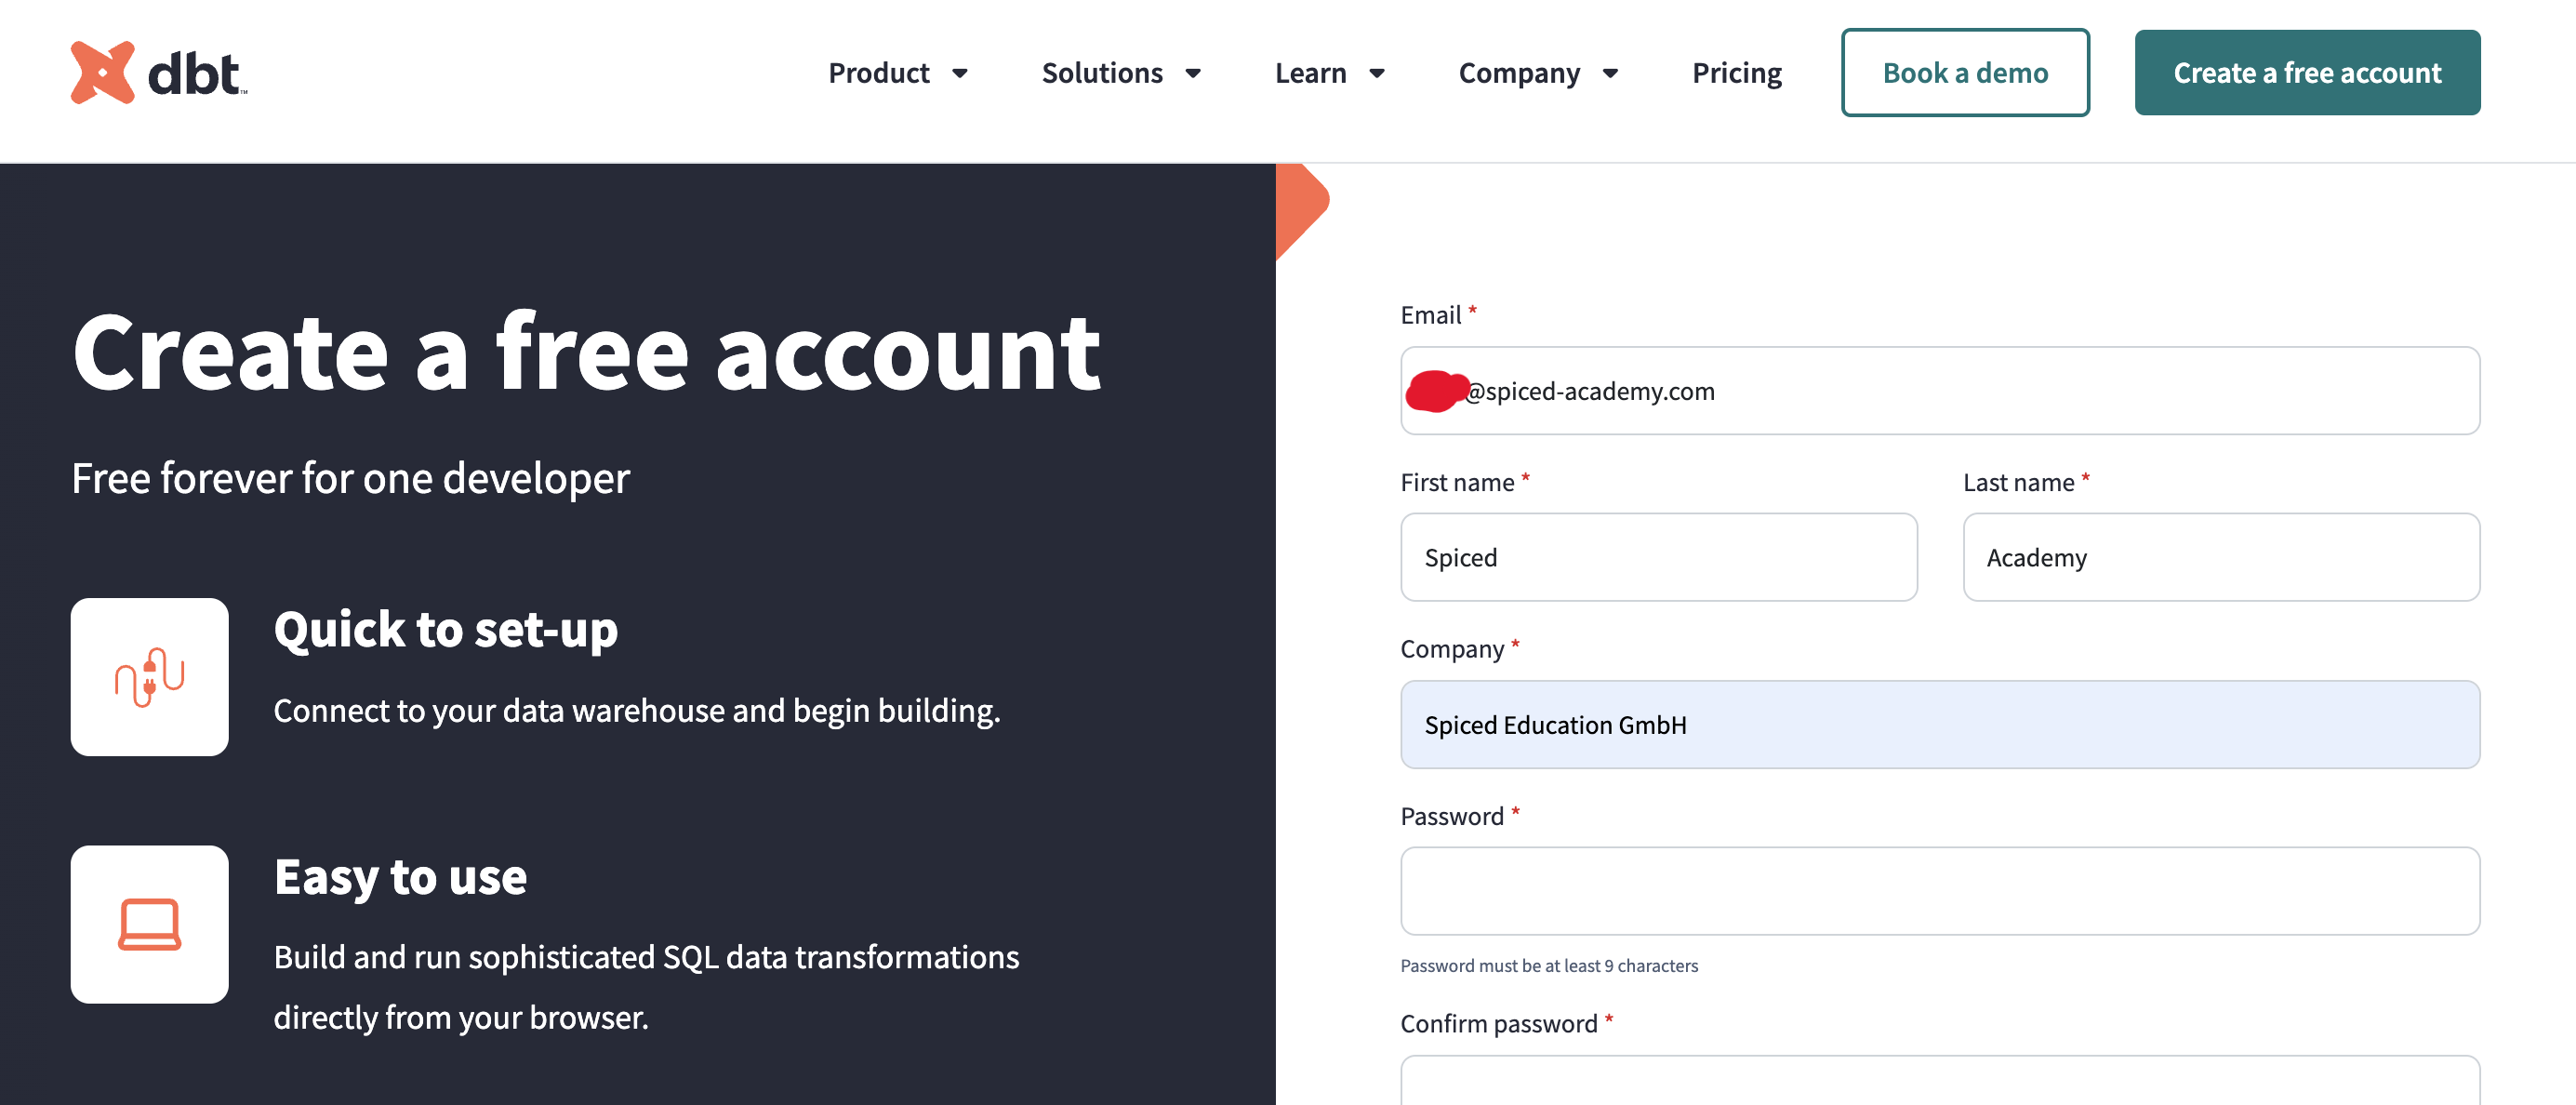 dbt™
Product
Solutions
Learn
Company
Pricing
Book a demo
Create a free account
Create a free account
Free forever for one developer
Quick to set-up
Connect to your data warehouse and begin building.
Easy to use
Build and run sophisticated SQL data transformations
directly from your browser.
Email *
@spiced-academy.com
First name *
Spiced
Last name *
Academy
Company *
Spiced Education GmbH
Password *
Password must be at least 9 characters
Confirm password *